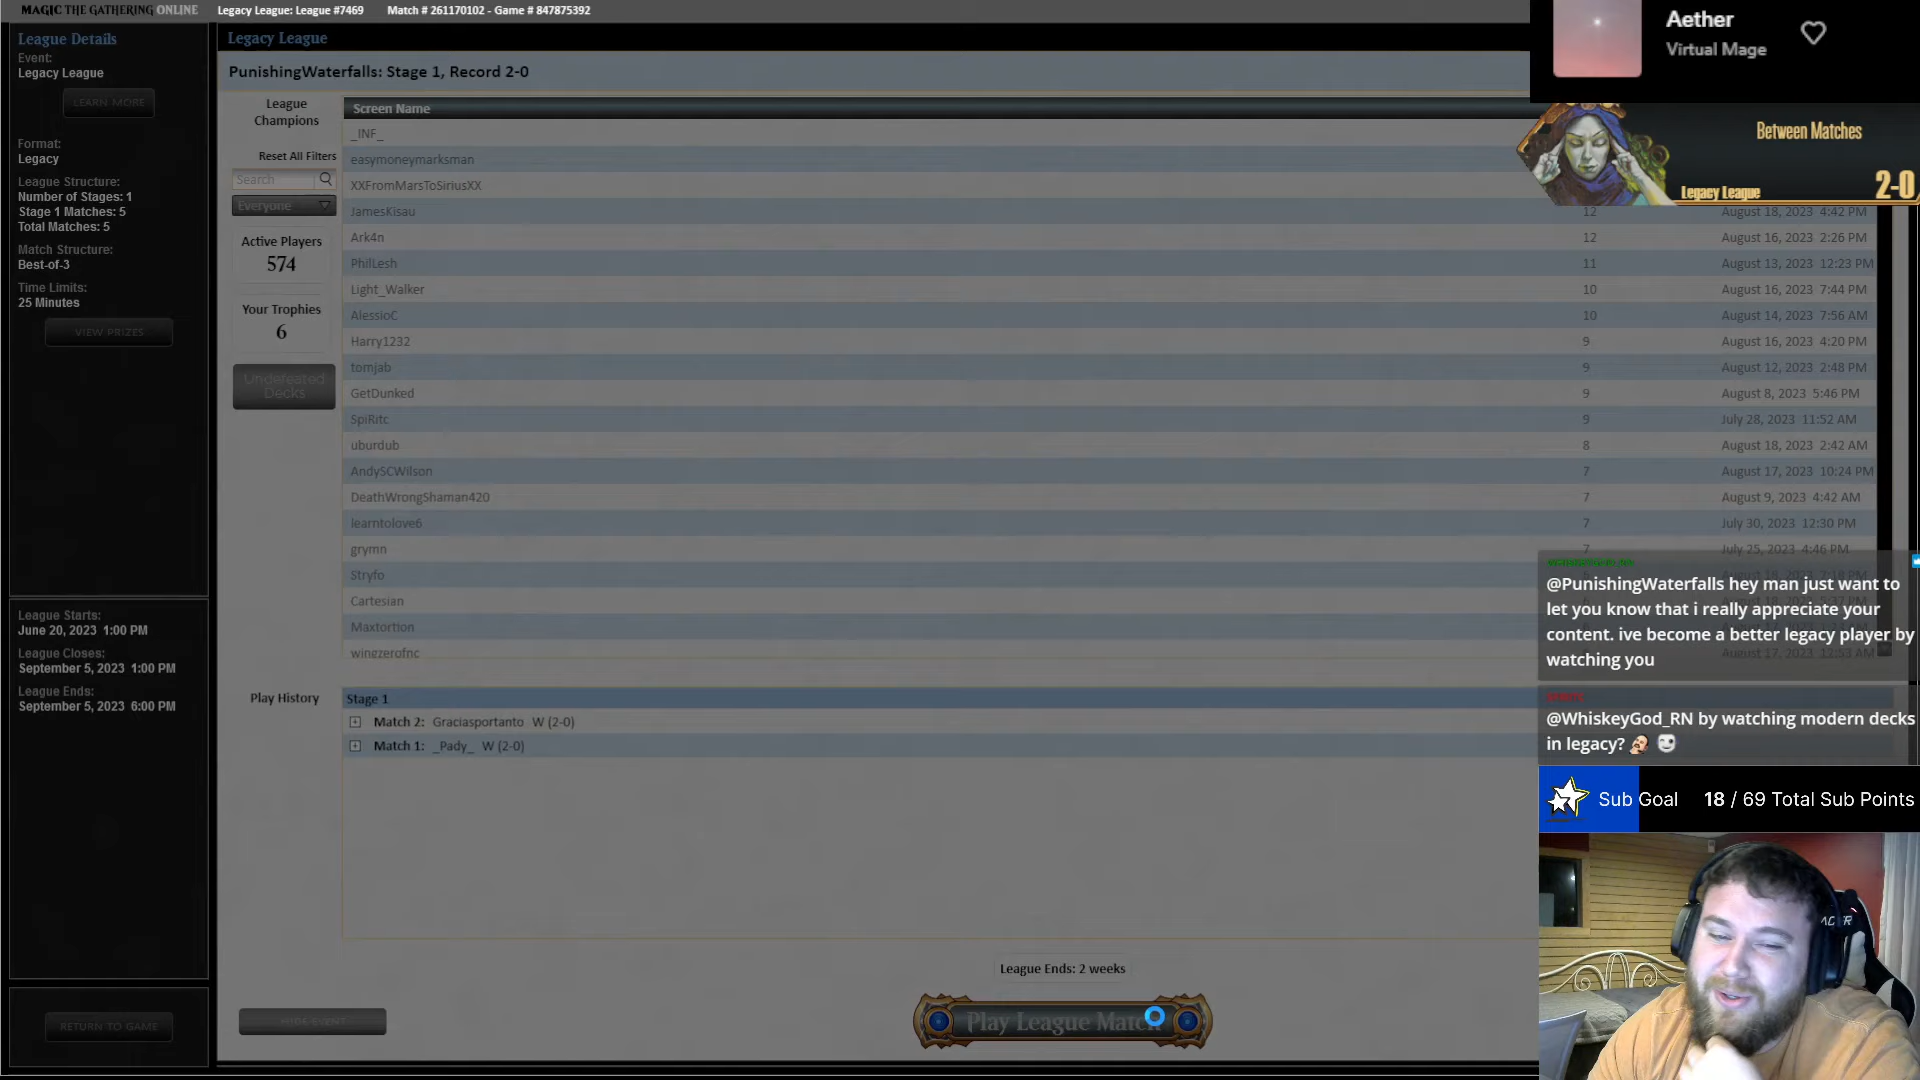 MAGIC THE GATHERING ONLINE
Legacy League: League #7469
Match # 261170102 - Game # 847875392
League Details
Event:
Legacy League
LEARN MORE
Format:
Legacy
League Structure:
Number of Stages: 1
Stage 1 Matches: 5
Total Matches: 5
Match Structure:
Best-of-3
Time Limits:
25 Minutes
VIEW PRIZES
League Starts:
June 20, 2023 1:00 PM
League Closes:
September 5, 2023 1:00 PM
League Ends:
September 5, 2023 6:00 PM
RETURN TO GAME
Legacy League
PunishingWaterfalls: Stage 1, Record 2-0
League
Champions
Reset All Filters
Search
Everyone
Active Players
574
Your Trophies
6
Undefeated
Decks
Screen Name
_INF_
easymoneymarksman
XXFromMarsToSiriusXX
JamesKisau 12 August 18, 2023 4:42 PM
Ark4n 12 August 16, 2023 2:26 PM
PhilLesh 11 August 13, 2023 12:23 PM
Light_Walker 10 August 16, 2023 7:44 PM
AlessioC 10 August 14, 2023 7:56 AM
Harry1232 9 August 16, 2023 4:20 PM
tomjab 9 August 12, 2023 2:48 PM
GetDunked 9 August 8, 2023 5:46 PM
SpiRitc 9 July 28, 2023 11:52 AM
uburdub 8 August 18, 2023 2:42 AM
AndySCWilson 7 August 17, 2023 10:24 PM
DeathWrongShaman420 7 August 9, 2023 4:42 AM
learntolove6 7 July 30, 2023 12:30 PM
grymn 7 July 25, 2023 4:46 PM
Stryfo
Cartesian
Maxtortion
wingzerofnc August 17, 2023 12:53 AM
Play History
Stage 1
Match 2: Graciasportanto W (2-0)
Match 1: _Pady_ W (2-0)
League Ends: 2 weeks
HIDE EVENT
Play League Match
Aether
Virtual Mage
Between Matches
Legacy League
2-0
@PunishingWaterfalls hey man just want to
let you know that i really appreciate your
content. ive become a better legacy player by
watching you
@WhiskeyGod_RN by watching modern decks
in legacy?
Sub Goal 18 / 69 Total Sub Points